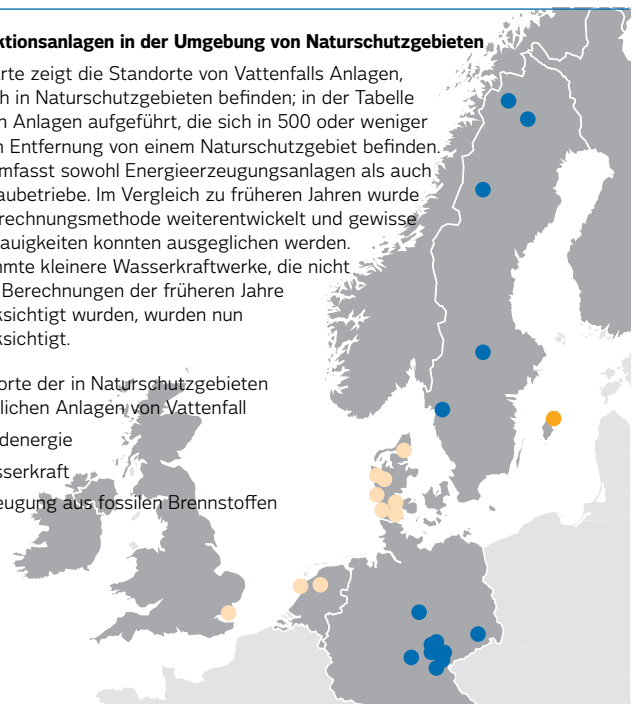 ktionsanlagen in der Umgebung von Naturschutzgebieten
rte zeigt die Standorte von Vattenfalls Anlagen,
h in Naturschutzgebieten befinden; in der Tabelle
n Anlagen aufgeführt, die sich in 500 oder weniger
n Entfernung von einem Naturschutzgebiet befinden.
mfasst sowohl Energieerzeugungsanlagen als auch
aubetriebe. Im Vergleich zu früheren Jahren wurde
rechnungsmethode weiterentwickelt und gewisse
auigkeiten konnten ausgeglichen werden.
mmte kleinere Wasserkraftwerke, die nicht
Berechnungen der früheren Jahre
ksichtigt wurden, wurden nun
ksichtigt.
orte der in Naturschutzgebieten
lichen Anlagen von Vattenfall
denergie
sserkraft
eugung aus fossilen Brennstoffen